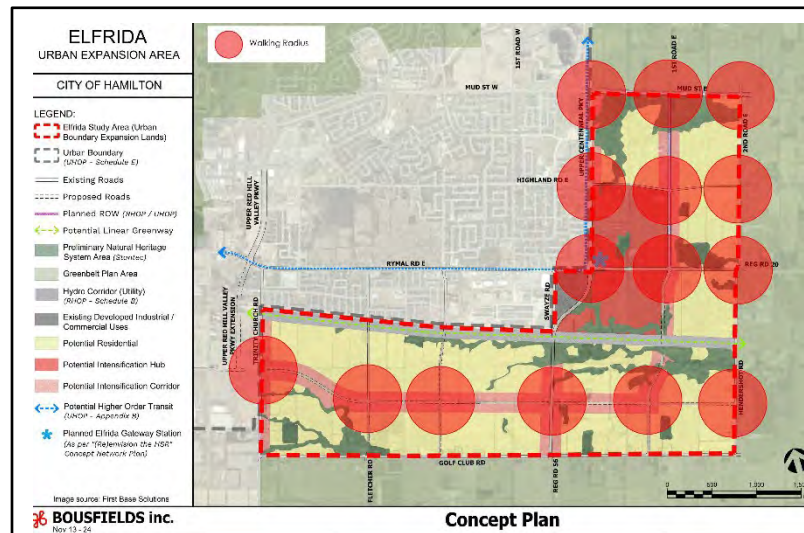 ELFRIDA
URBAN EXPANSION AREA
CITY OF HAMILTON
LEGEND:
Elfrida Study Area (Urban
Boundary Expansion Lands)
Urban Boundary
(UHOP - Schedule E)
Existing Roads
Proposed Roads
Planned ROW (RHOP / UHOP)
Potential Linear Greenway
Preliminary Natural Heritage
System Area (Stantec)
Greenbelt Plan Area
Hydro Corridor (Utility)
(RHOP - Schedule B)
Existing Developed Industrial /
Commercial Uses
Potential Residential
Potential Intensification Hub
Potential Intensification Corridor
Potential Higher Order Transit
(UHOP - Appendix B)
Planned Elfrida Gateway Station
(As per "(Re)envision the HSR"
Concept Network Plan)
Image source: First Base Solutions
BOUSFIELDS inc.
Nov 13 - 24
Walking Radius
1ST ROAD W
1ST ROAD E
MUD ST W
MUD ST E
UPPER CENTENNIAL PKY
2ND ROAD E
HIGHLAND RD E
UPPER RED HILL
VALLEY PKWY
RYMAL RD E
REG RD 20
SWAYZE RD
UPPER RED HILL VALLEY
PKWY EXTENSION
TRINITY CHURCH RD
HENDERSHOT RD
FLETCHER RD
GOLF CLUB RD
REG RD 56
0
500
1,000
Concept Plan